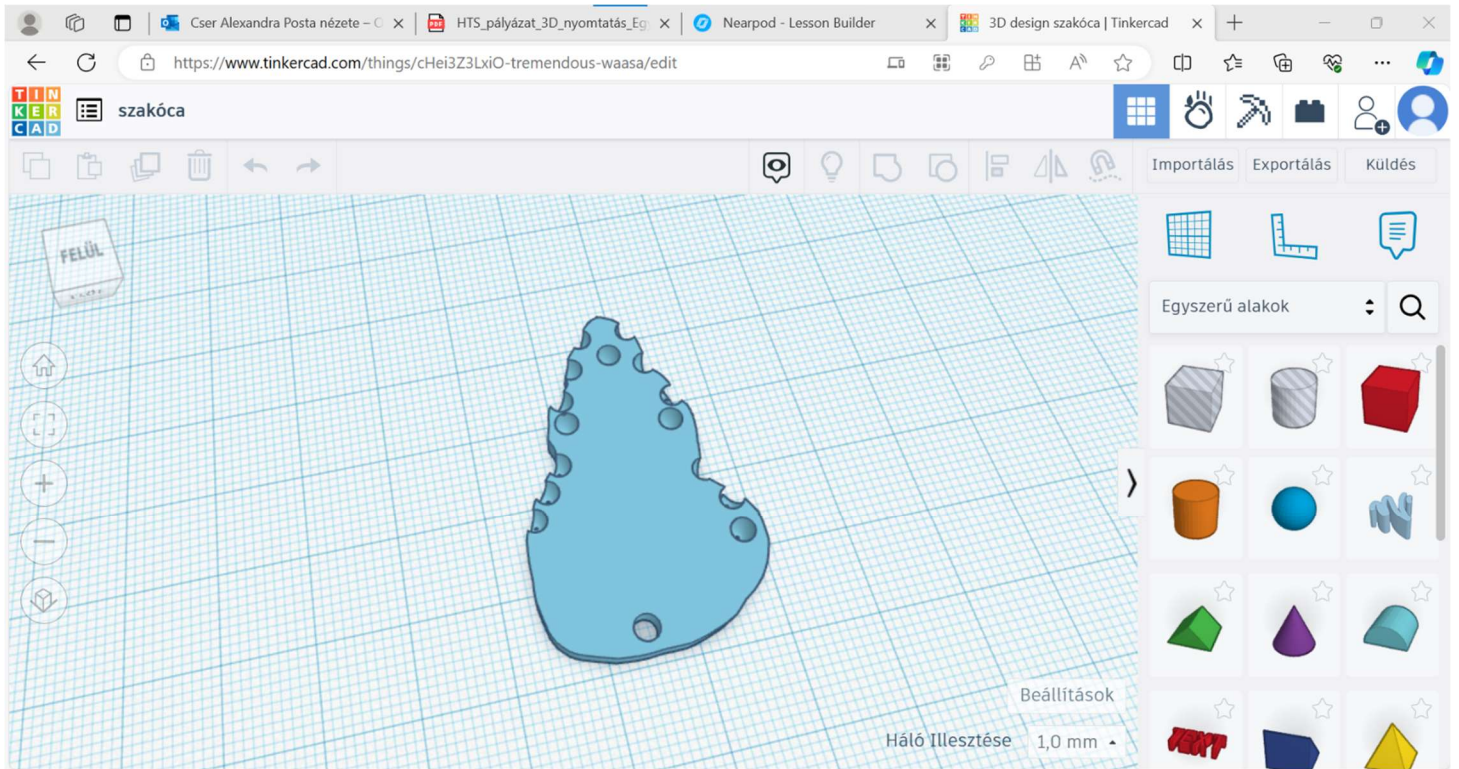 Cser Alexandra Posta nézete – O
HTS_pályázat_3D_nyomtatás_Eg
Nearpod - Lesson Builder
3D design szakóca | Tinkercad
https://www.tinkercad.com/things/cHei3Z3LxiO-tremendous-waasa/edit
TIN
KER
CAD
szakóca
Importálás
Exportálás
Küldés
FELÜL
Egyszerű alakok
Beállítások
Háló Illesztése
1,0 mm
TEXT